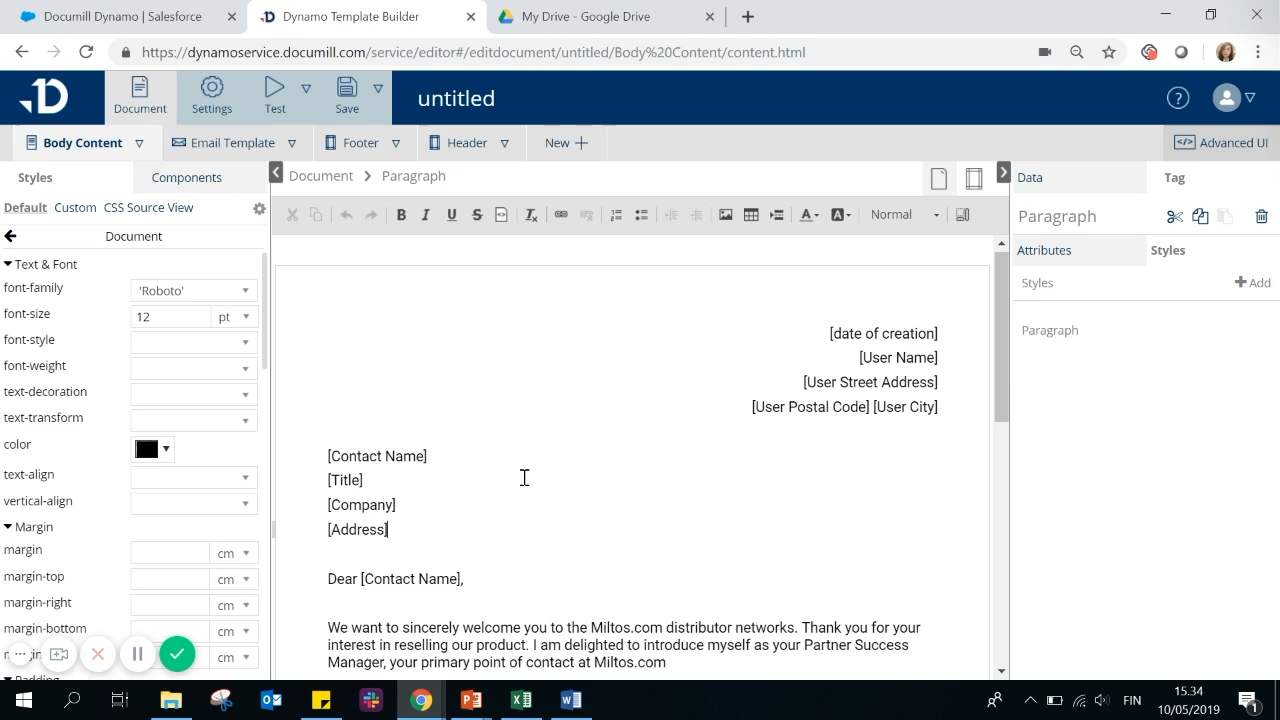 Documill Dynamo | Salesforce
Dynamo Template Builder
My Drive - Google Drive
https://dynamoservice.documill.com/service/editor#/editdocument/untitled/Body%20Content/content.html
Document
Settings
Test
Save
untitled
Body Content
Email Template
Footer
Header
New
Advanced UI
Styles
Components
Document
Paragraph
Data
Tag
Default
Custom
CSS Source View
Normal
Paragraph
Document
Attributes
Styles
Text & Font
Styles
Add
font-family
'Roboto'
font-size
12
pt
font-style
Paragraph
font-weight
text-decoration
text-transform
color
text-align
vertical-align
Margin
margin
cm
margin-top
cm
margin-right
cm
margin-bottom
cm
cm
[date of creation]
[User Name]
[User Street Address]
[User Postal Code] [User City]
[Contact Name]
[Title]
[Company]
[Address]
Dear [Contact Name],
We want to sincerely welcome you to the Miltos.com distributor networks. Thank you for your
interest in reselling our product. I am delighted to introduce myself as your Partner Success
Manager, your primary point of contact at Miltos.com
FIN
15.34
10/05/2019
1